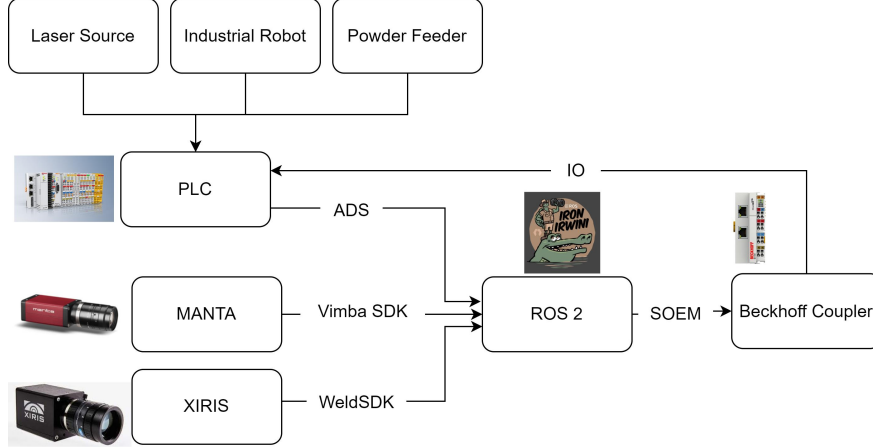 Laser Source
Industrial Robot
Powder Feeder
PLC
IO
ADS
IRON
IRWINI
MANTA
Vimba SDK
ROS 2
SOEM
Beckhoff Coupler
XIRIS
XIRIS
WeldSDK